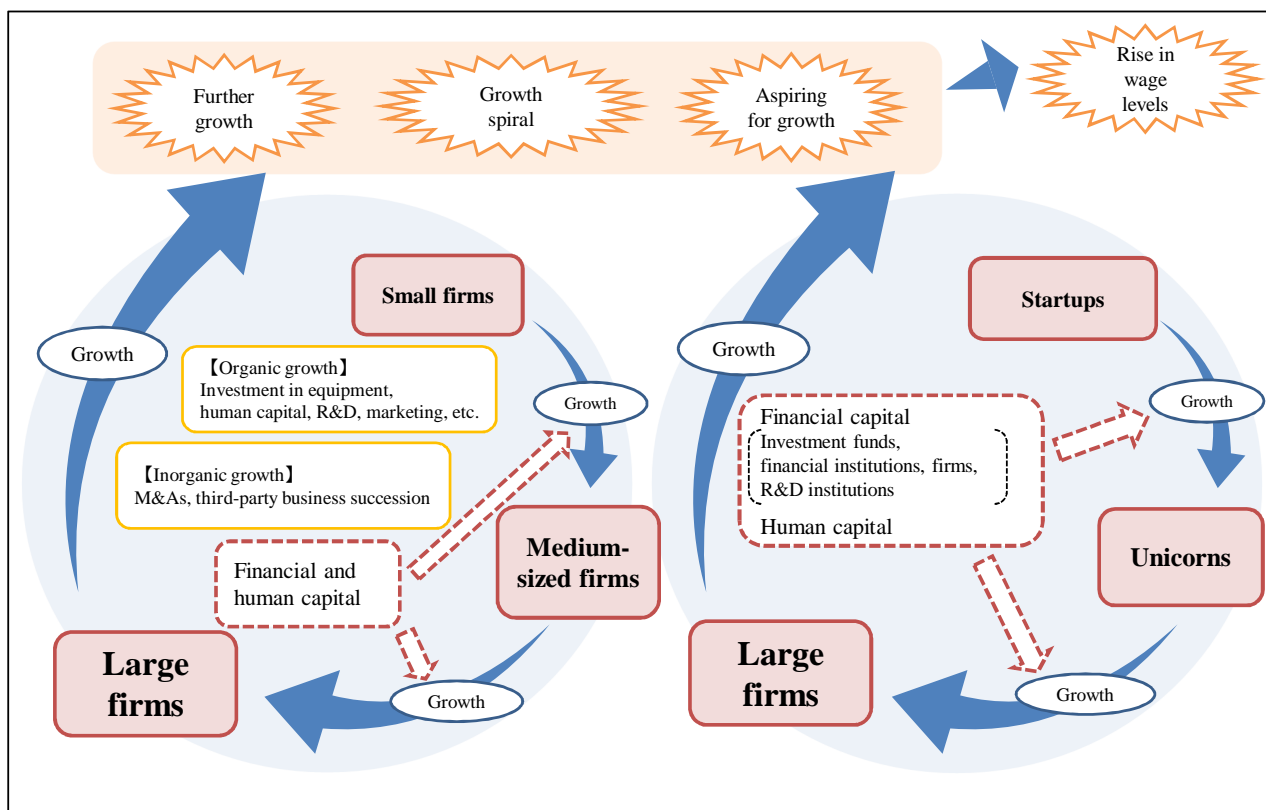 Further
growth
Growth
spiral
Aspiring
for growth
Rise in
wage
levels
Small firms
Growth
【Organic growth】
Investment in equipment,
human capital, R&D, marketing, etc.
Growth
【Inorganic growth】
M&As, third-party business succession
Medium-
sized firms
Financial and
human capital
Large
firms
Growth
Startups
Growth
Growth
Financial capital
Investment funds,
financial institutions, firms,
R&D institutions
Human capital
Unicorns
Large
firms
Growth